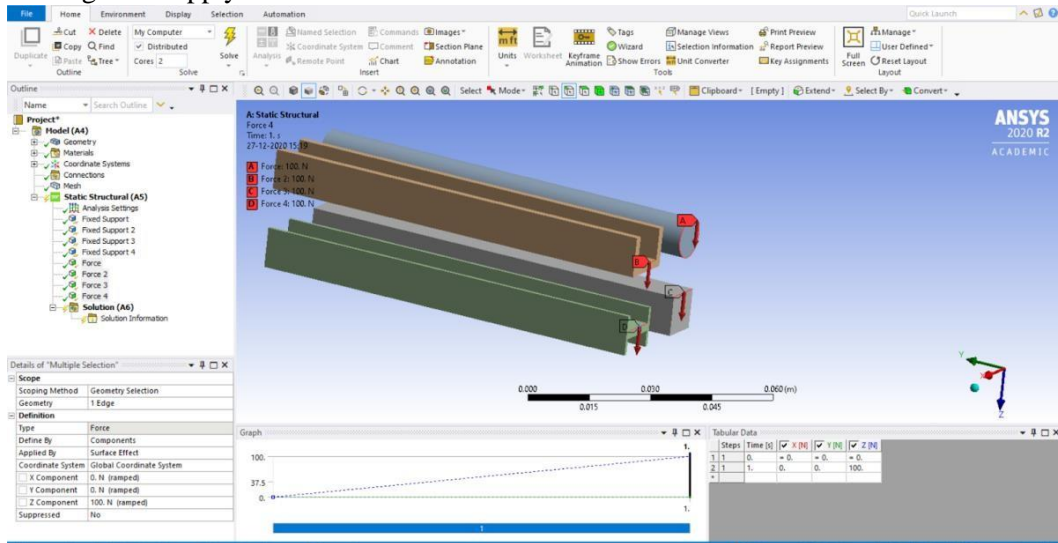 File Home Environment Display Selection Automation Quick Launch
Cut Delete My Computer Named Selection Commands Images Tags Manage Views Print Preview Manage
Duplicate Copy Find Distributed Solve Analysis Coordinate System Comment Section Plane Units Worksheet Keyframe Animation Wizard Selection Information Report Preview Full Screen User Defined
Paste Tree Cores 2 Remote Point Chart Annotation Show Errors Unit Converter Key Assignments Reset Layout
Outline Solve Insert Tools Layout
Outline
Name Search Outline
Select Mode Clipboard [ Empty ] Extend Select By Convert
Project*
Model (A4)
Geometry
Materials
Coordinate Systems
Connections
Mesh
Static Structural (A5)
Analysis Settings
Fixed Support
Fixed Support 2
Fixed Support 3
Fixed Support 4
Force
Force 2
Force 3
Force 4
Solution (A6)
Solution Information
A: Static Structural
Force 4
Time: 1. s
27-12-2020 15:19
A Force: 100. N
B Force 2: 100. N
C Force 3: 100. N
D Force 4: 100. N
ANSYS
2020 R2
ACADEMIC
A
B
C
D
0.000 0.030 0.060 (m)
0.015 0.045
Y
X
Z
Details of "Multiple Selection"
Scope
Scoping Method Geometry Selection
Geometry 1 Edge
Definition
Type Force
Define By Components
Applied By Surface Effect
Coordinate System Global Coordinate System
X Component 0. N (ramped)
Y Component 0. N (ramped)
Z Component 100. N (ramped)
Suppressed No
Graph
1.
100.
37.5
0.
1.
1
Tabular Data
Steps Time [s] X [N] Y [N] Z [N]
1 1 0. = 0. = 0. = 0.
2 1 1. 0. 0. 100.
*